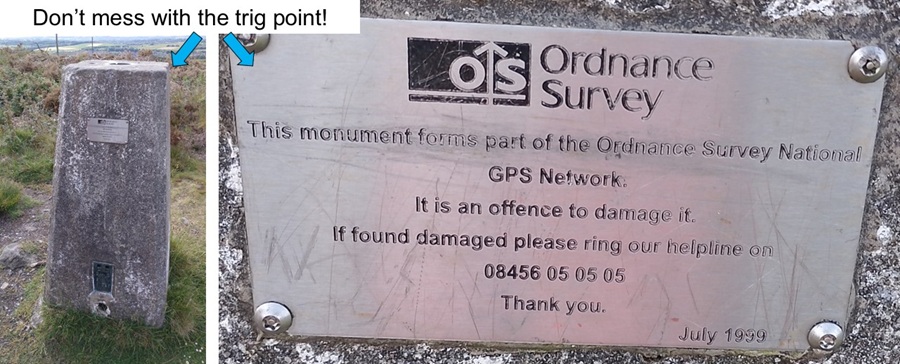 Don't mess with the trig point!
OS
Ordnance
Survey
This monument forms part of the Ordnance Survey National
GPS Network.
It is an offence to damage it.
If found damaged please ring our helpline on
08456 05 05 05
Thank you.
July 1999